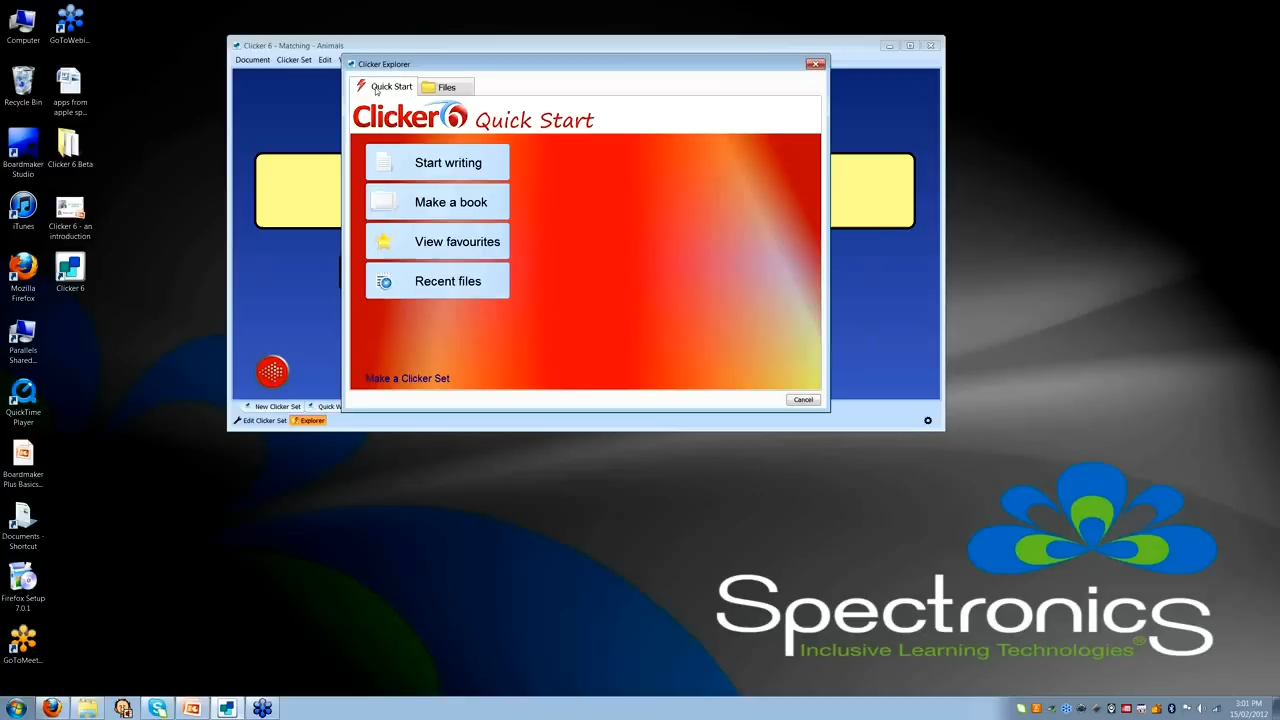 Computer
GoToWebi...
Recycle Bin
apps from
apple sp...
Boardmaker
Studio
Clicker 6 Beta
iTunes
Clicker 6 - an
introduction
Mozilla
Firefox
Clicker 6
Parallels
Shared...
QuickTime
Player
Boardmaker
Plus Basics...
Documents -
Shortcut
Firefox Setup
7.0.1
GoToMeet...
Clicker 6 - Matching - Animals
Document Clicker Set Edit
Clicker Explorer
Quick Start Files
Clicker 6 Quick Start
Start writing
Make a book
View favourites
Recent files
Make a Clicker Set
Cancel
New Clicker Set Quick W
Edit Clicker Set Explorer
Spectronics
Inclusive Learning Technologies®
3:01 PM
15/02/2012